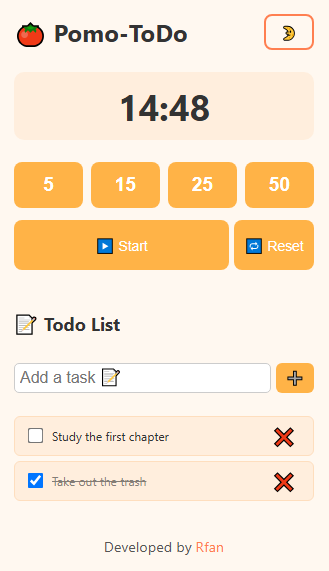 Pomo-ToDo
14:48
5 15 25 50
Start Reset
Todo List
Add a task
Study the first chapter
Take out the trash
Developed by Rfan